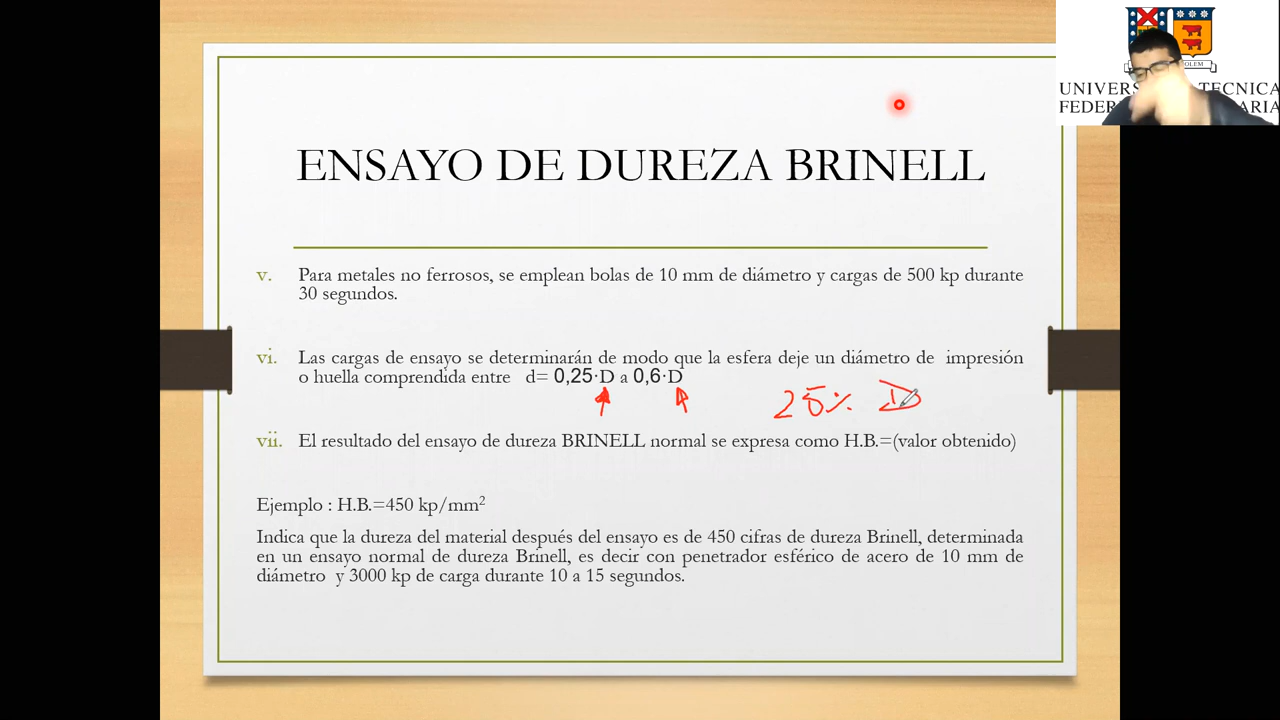 OLEM
UNIVERS TECNICA
FEDER ARIA
ENSAYO DE DUREZA BRINELL
v. Para metales no ferrosos, se emplean bolas de 10 mm de diámetro y cargas de 500 kp durante
30 segundos.
vi. Las cargas de ensayo se determinarán de modo que la esfera deje un diámetro de impresión
o huella comprendida entre d= 0,25·D a 0,6·D
25% D
vii. El resultado del ensayo de dureza BRINELL normal se expresa como H.B.=(valor obtenido)
Ejemplo : H.B.=450 kp/mm²
Indica que la dureza del material después del ensayo es de 450 cifras de dureza Brinell, determinada
en un ensayo normal de dureza Brinell, es decir con penetrador esférico de acero de 10 mm de
diámetro y 3000 kp de carga durante 10 a 15 segundos.